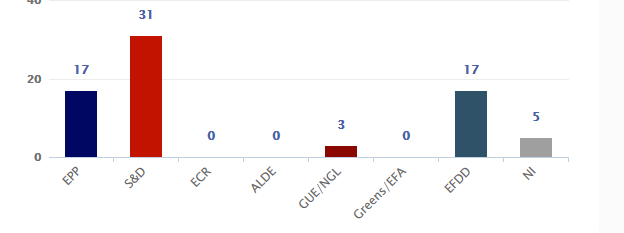 40
31
17
17
20
5
3
0
0
0
0
EPP
S&D
ECR
ALDE
GUE/NGL
Greens/EFA
EFDD
NI